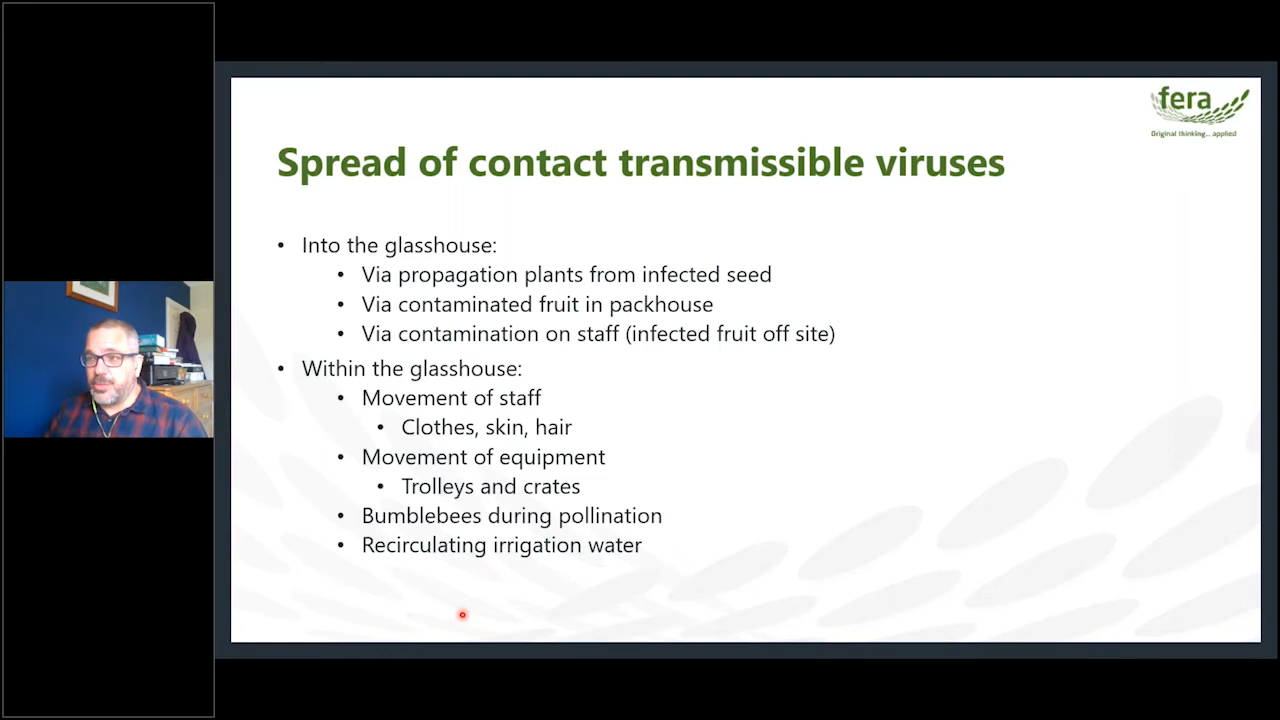 fera
Original thinking... applied
Spread of contact transmissible viruses
• Into the glasshouse:
• Via propagation plants from infected seed
• Via contaminated fruit in packhouse
• Via contamination on staff (infected fruit off site)
• Within the glasshouse:
• Movement of staff
• Clothes, skin, hair
• Movement of equipment
• Trolleys and crates
• Bumblebees during pollination
• Recirculating irrigation water